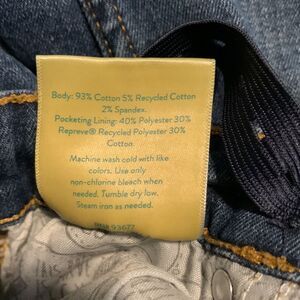 Body: 93% Cotton 5% Recycled Cotton
2% Spandex.
Pocketing Lining: 40% Polyester 30%
Repreve® Recycled Polyester 30%
Cotton
Machine wash cold with like
colors. Use only
non-chlorine bleach when
needed. Tumble dry low.
Steam iron as needed.
93677